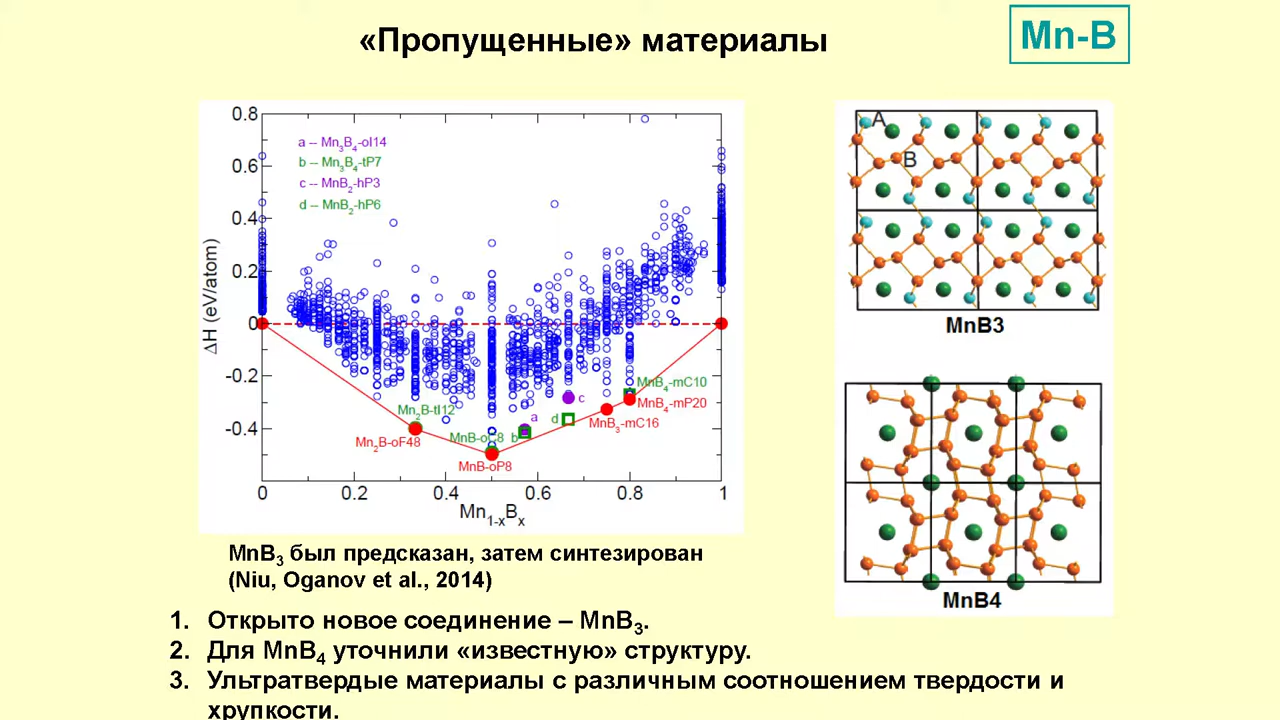 «Пропущенные» материалы
Mn-B
0.8
0.6
0.4
0.2
0
-0.2
-0.4
ΔH (eV/atom)
a -- Mn3B4-oI14
b -- Mn3B4-tP7
c -- MnB2-hP3
d -- MnB2-hP6
MnB4-mC10
c
MnB4-mP20
Mn2B-tI12
a
d
MnB3-mC16
Mn2B-oF48
MnB-oC8
b
MnB-oP8
0
0.2
0.4
0.6
0.8
1
Mn1-xBx
A
B
MnB3
MnB4
MnB3 был предсказан, затем синтезирован
(Niu, Oganov et al., 2014)
1. Открыто новое соединение – MnB3.
2. Для MnB4 уточнили «известную» структуру.
3. Ультратвердые материалы с различным соотношением твердости и
хрупкости.